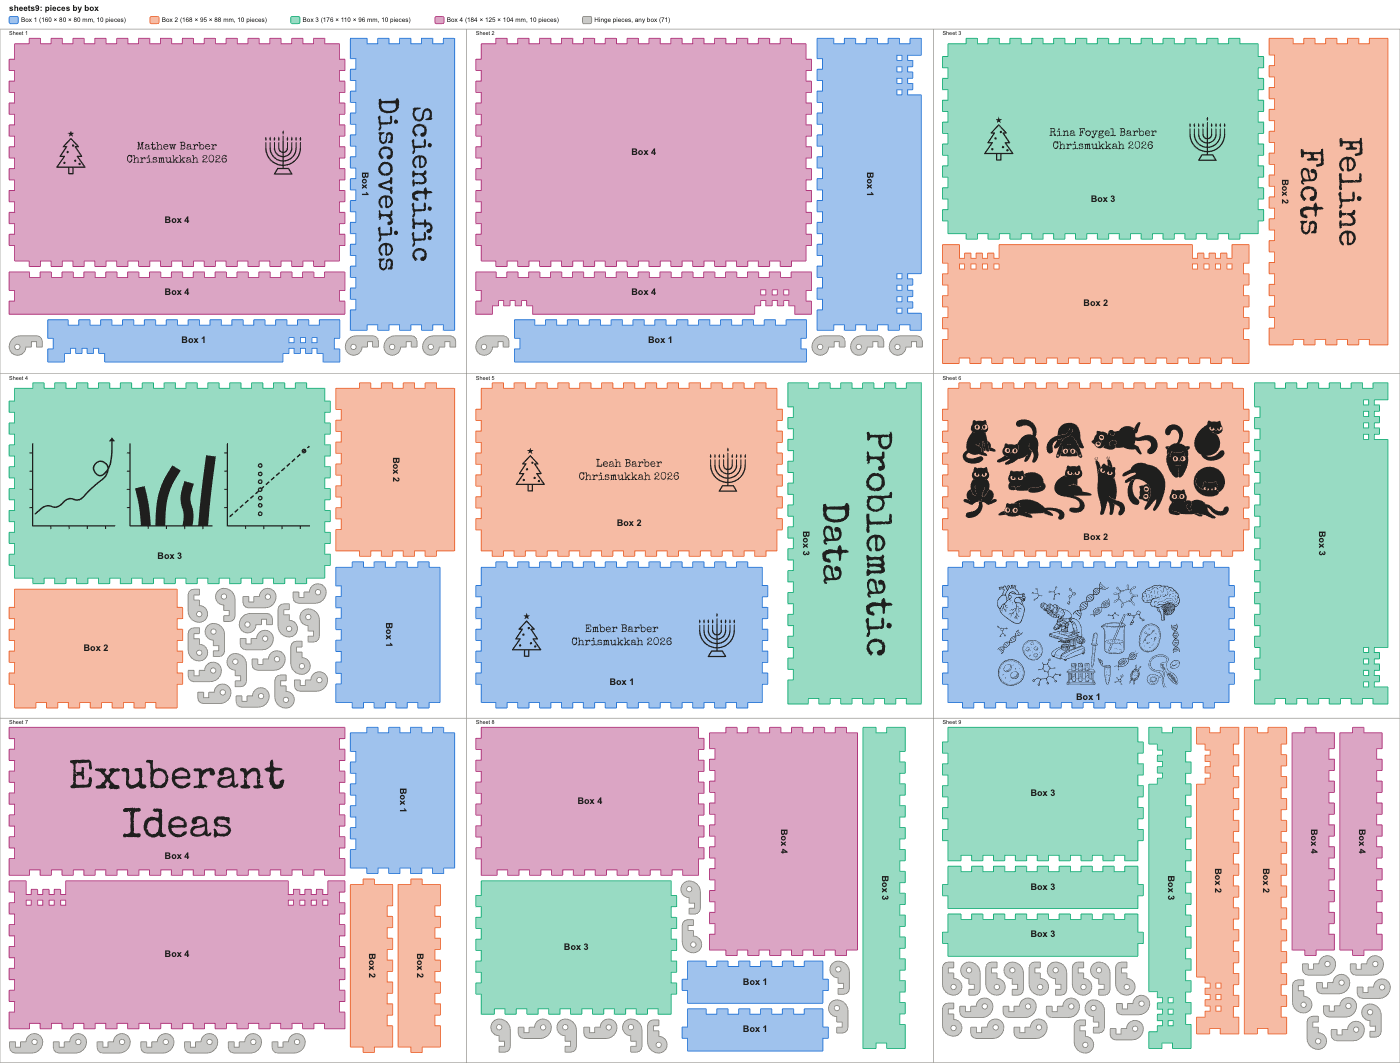 sheets9: pieces by box
Box 1 (160 × 80 × 80 mm, 10 pieces)
Box 2 (168 × 95 × 88 mm, 10 pieces)
Box 3 (176 × 110 × 96 mm, 10 pieces)
Box 4 (184 × 125 × 104 mm, 10 pieces)
Hinge pieces, any box (71)
Sheet 1
Mathew Barber
Chrismukkah 2026
Box 4
Scientific
Discoveries
Box 1
Box 4
Box 1
Sheet 2
Box 4
Box 1
Box 4
Box 1
Sheet 3
Rina Foygel Barber
Chrismukkah 2026
Box 3
Feline
Facts
Box 2
Box 2
Sheet 4
Box 3
Box 2
Box 2
Box 1
Sheet 5
Leah Barber
Chrismukkah 2026
Box 2
Problematic
Data
Box 3
Ember Barber
Chrismukkah 2026
Box 1
Sheet 6
Box 2
Box 3
Box 1
Sheet 7
Exuberant
Ideas
Box 4
Box 1
Box 4
Box 2
Box 2
Sheet 8
Box 4
Box 4
Box 3
Box 3
Box 1
Box 1
Sheet 9
Box 3
Box 3
Box 3
Box 3
Box 2
Box 2
Box 4
Box 4